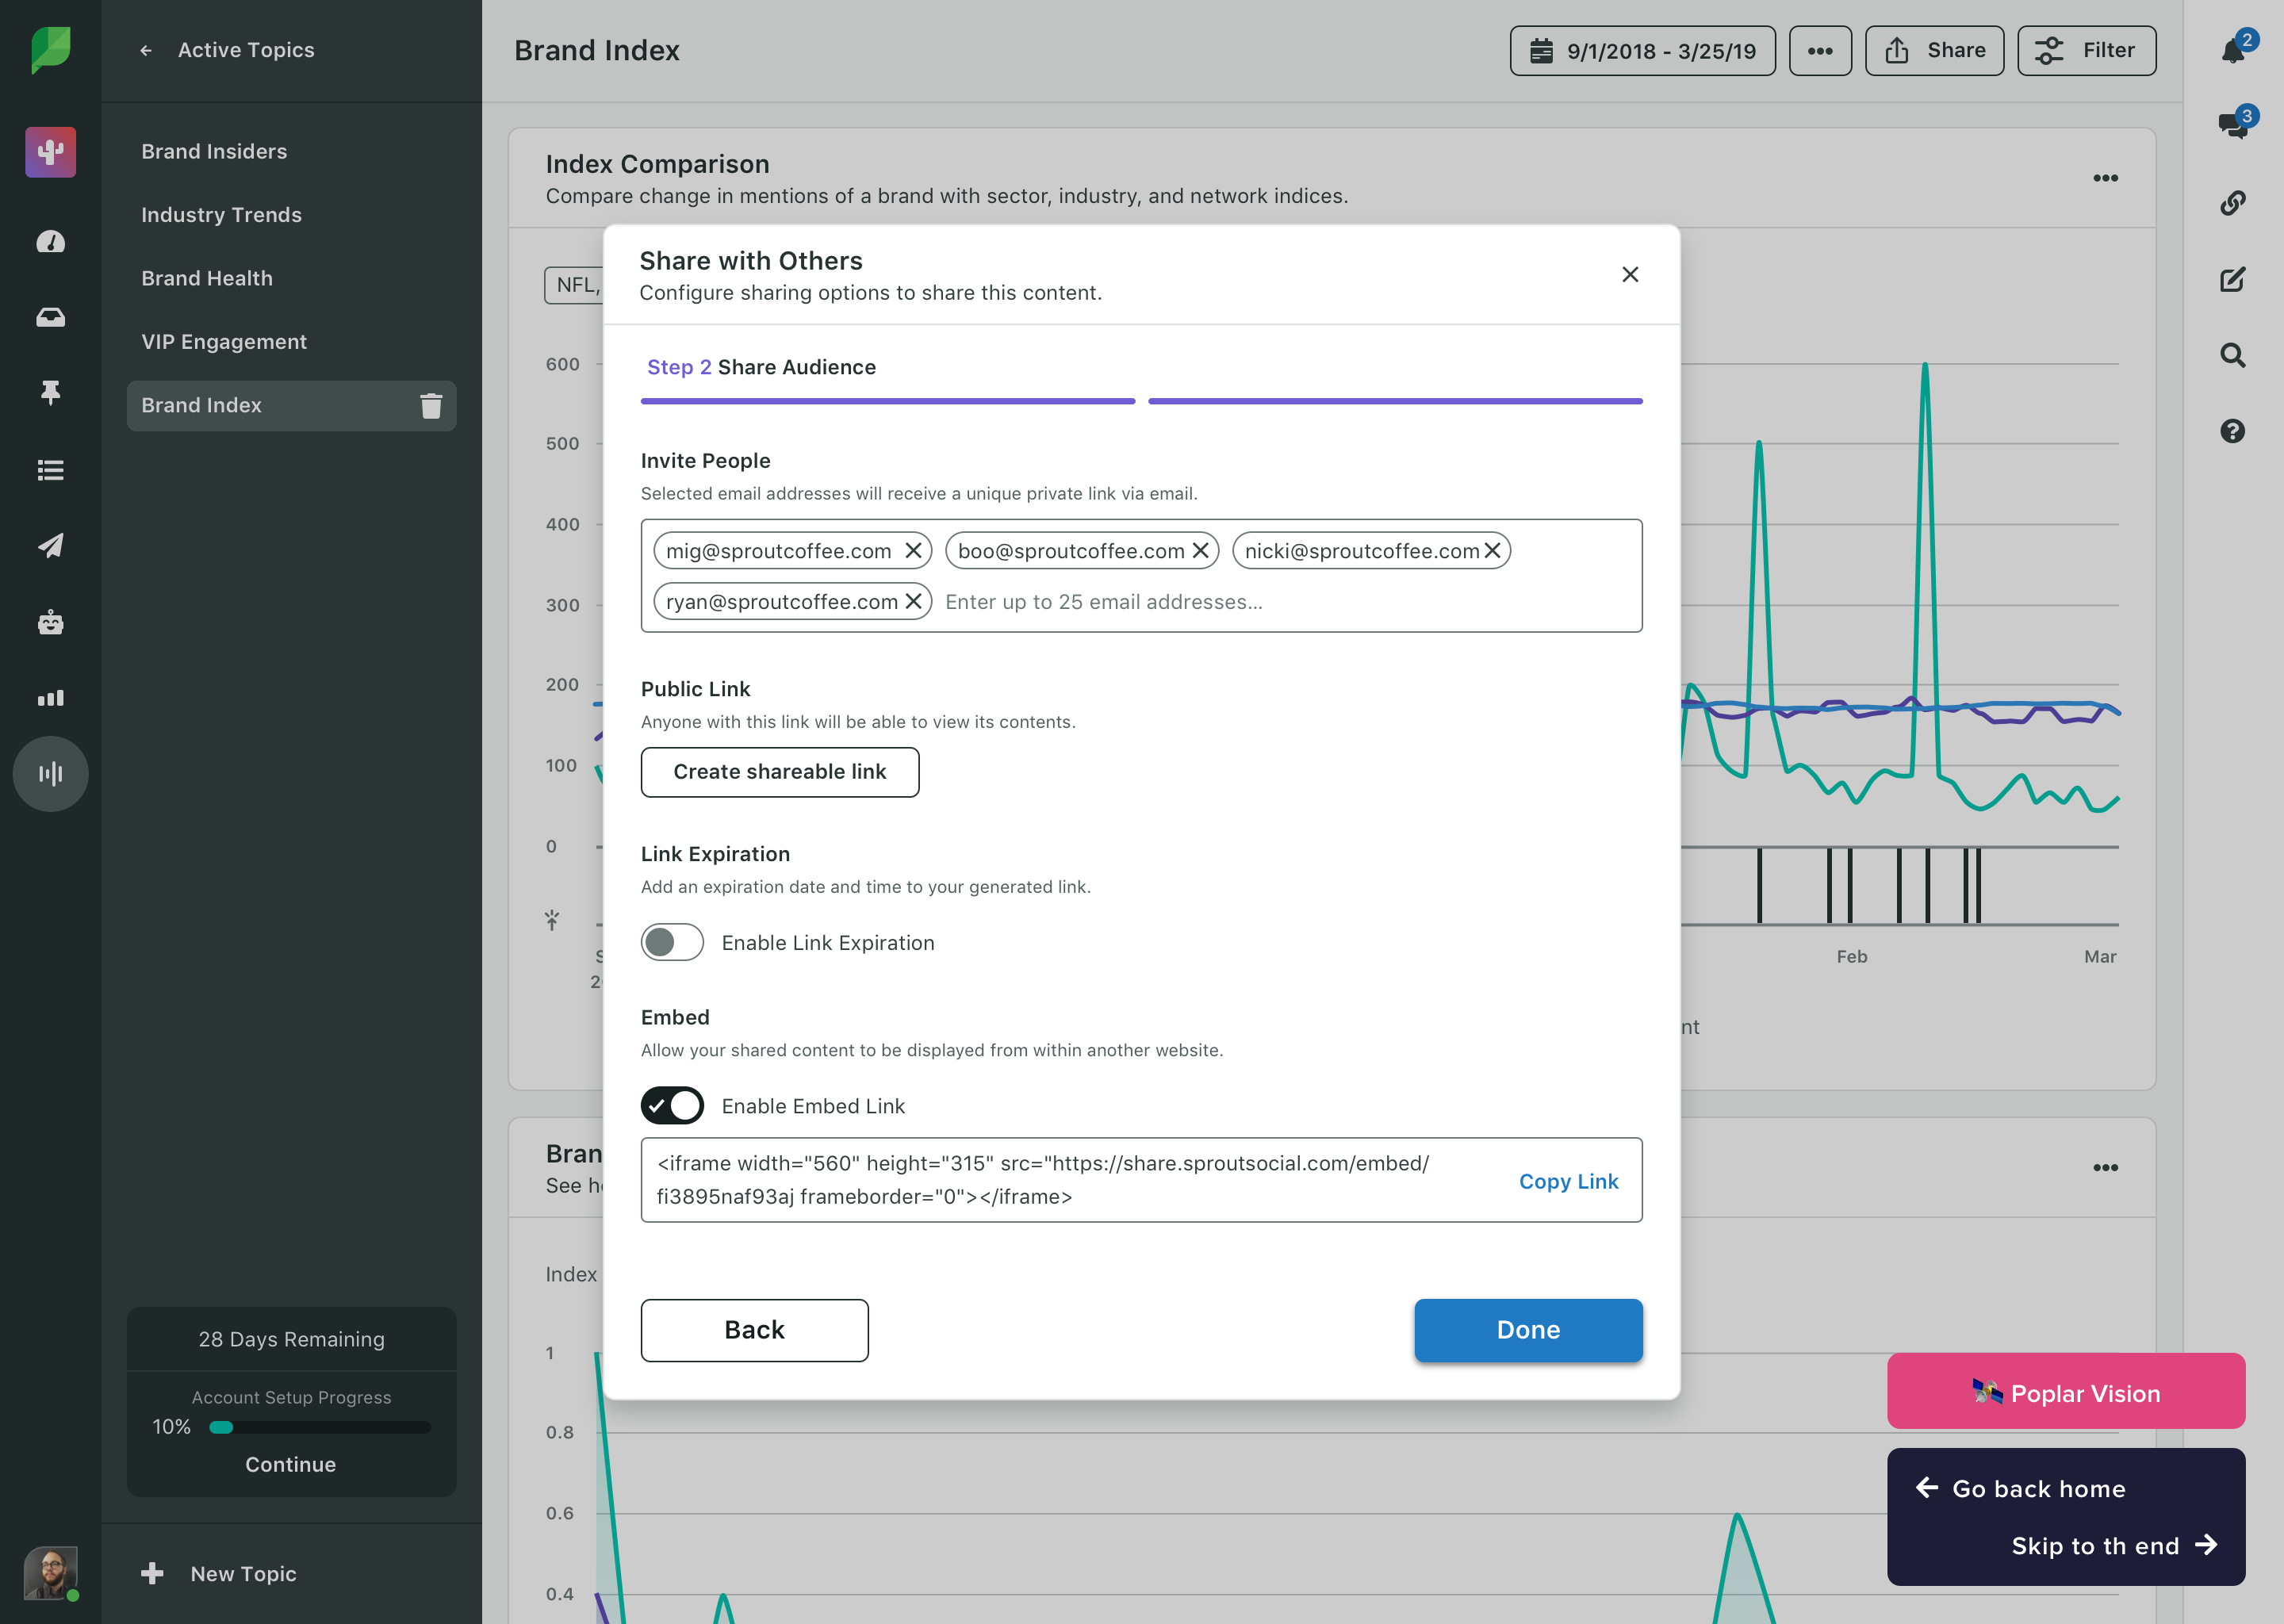 Active Topics
Brand Insiders
Industry Trends
Brand Health
VIP Engagement
Brand Index
28 Days Remaining
Account Setup Progress
10%
Continue
New Topic
Brand Index
9/1/2018 - 3/25/19
Share
Filter
2
3
Index Comparison
Compare change in mentions of a brand with sector, industry, and network indices.
NFL,
600
500
400
300
200
100
0
S
2
Feb
Mar
nt
Share with Others
Configure sharing options to share this content.
Step 2 Share Audience
Invite People
Selected email addresses will receive a unique private link via email.
mig@sproutcoffee.com boo@sproutcoffee.com nicki@sproutcoffee.com
ryan@sproutcoffee.com Enter up to 25 email addresses...
Public Link
Anyone with this link will be able to view its contents.
Create shareable link
Link Expiration
Add an expiration date and time to your generated link.
Enable Link Expiration
Embed
Allow your shared content to be displayed from within another website.
Enable Embed Link
<iframe width="560" height="315" src="https://share.sproutsocial.com/embed/
fi3895naf93aj frameborder="0"></iframe>
Copy Link
Back
Done
Bran
See h
Index
1
0.8
0.6
0.4
Poplar Vision
Go back home
Skip to th end